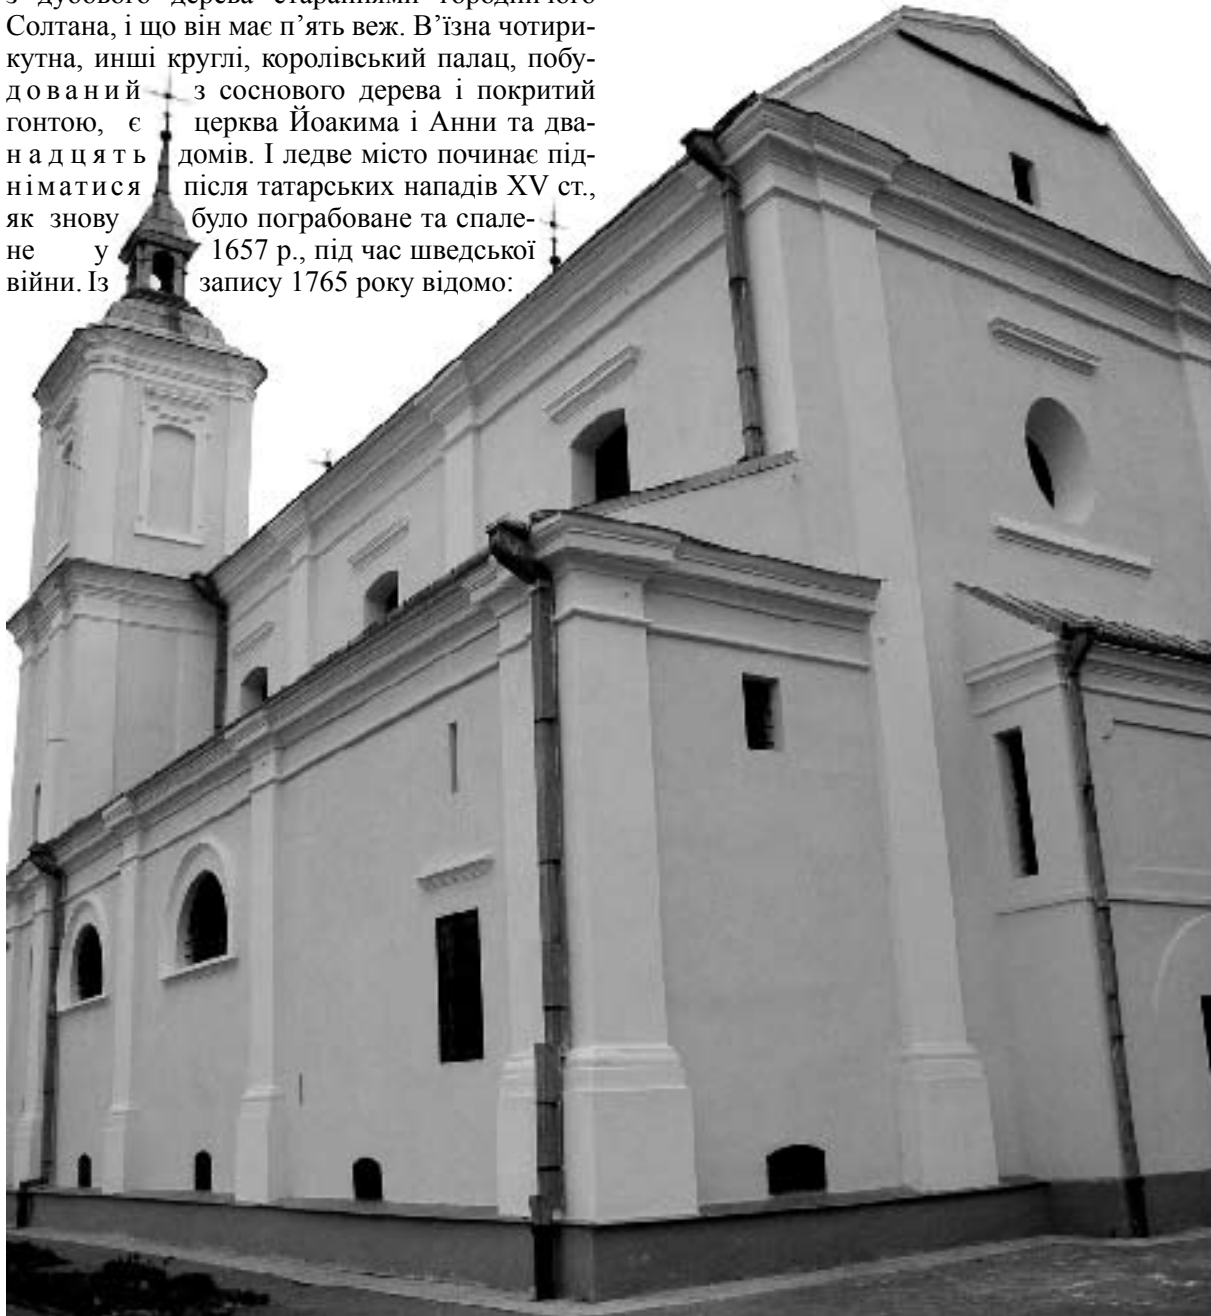 з дубового дерева стараннями городничого
Солтана, і що він має п’ять веж. В’їзна чотири-
кутна, инші круглі, королівський палац, побу-
дований з соснового дерева і покритий
гонтою, є церква Йоакима і Анни та два-
надцять домів. І ледве місто починає під-
німатися після татарських нападів XV ст.,
як знову було пограбоване та спале-
не у 1657 р., під час шведської
війни. Із запису 1765 року відомо: